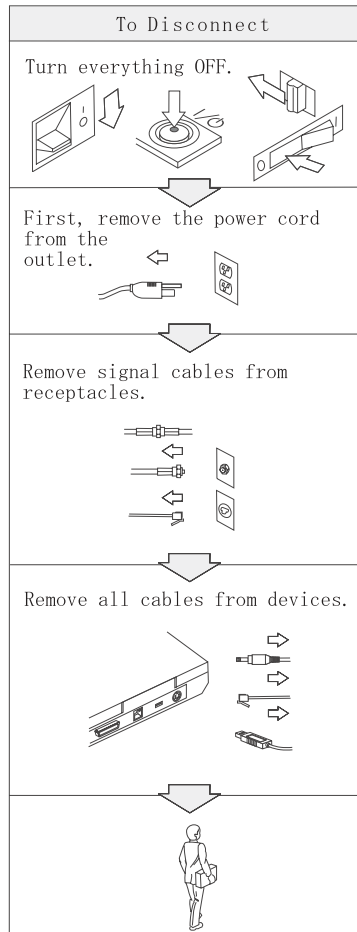 To Disconnect
Turn everything OFF.
First, remove the power cord
from the
outlet.
Remove signal cables from
receptacles.
Remove all cables from devices.